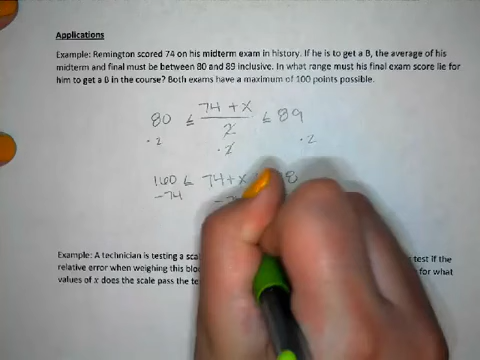 Applications
Example: Remington scored 74 on his midterm exam in history. If he is to get a B, the average of his
midterm and final must be between 80 and 89 inclusive. In what range must his final exam score lie for
him to get a B in the course? Both exams have a maximum of 100 points possible.
80 ≤ (74 + x)/2 ≤ 89
·2 ·2 ·2
160 ≤ 74 + x 8
-74 -7
Example: A technician is testing a sca test if the
relative error when weighing this bloc for what
values of x does the scale pass the te